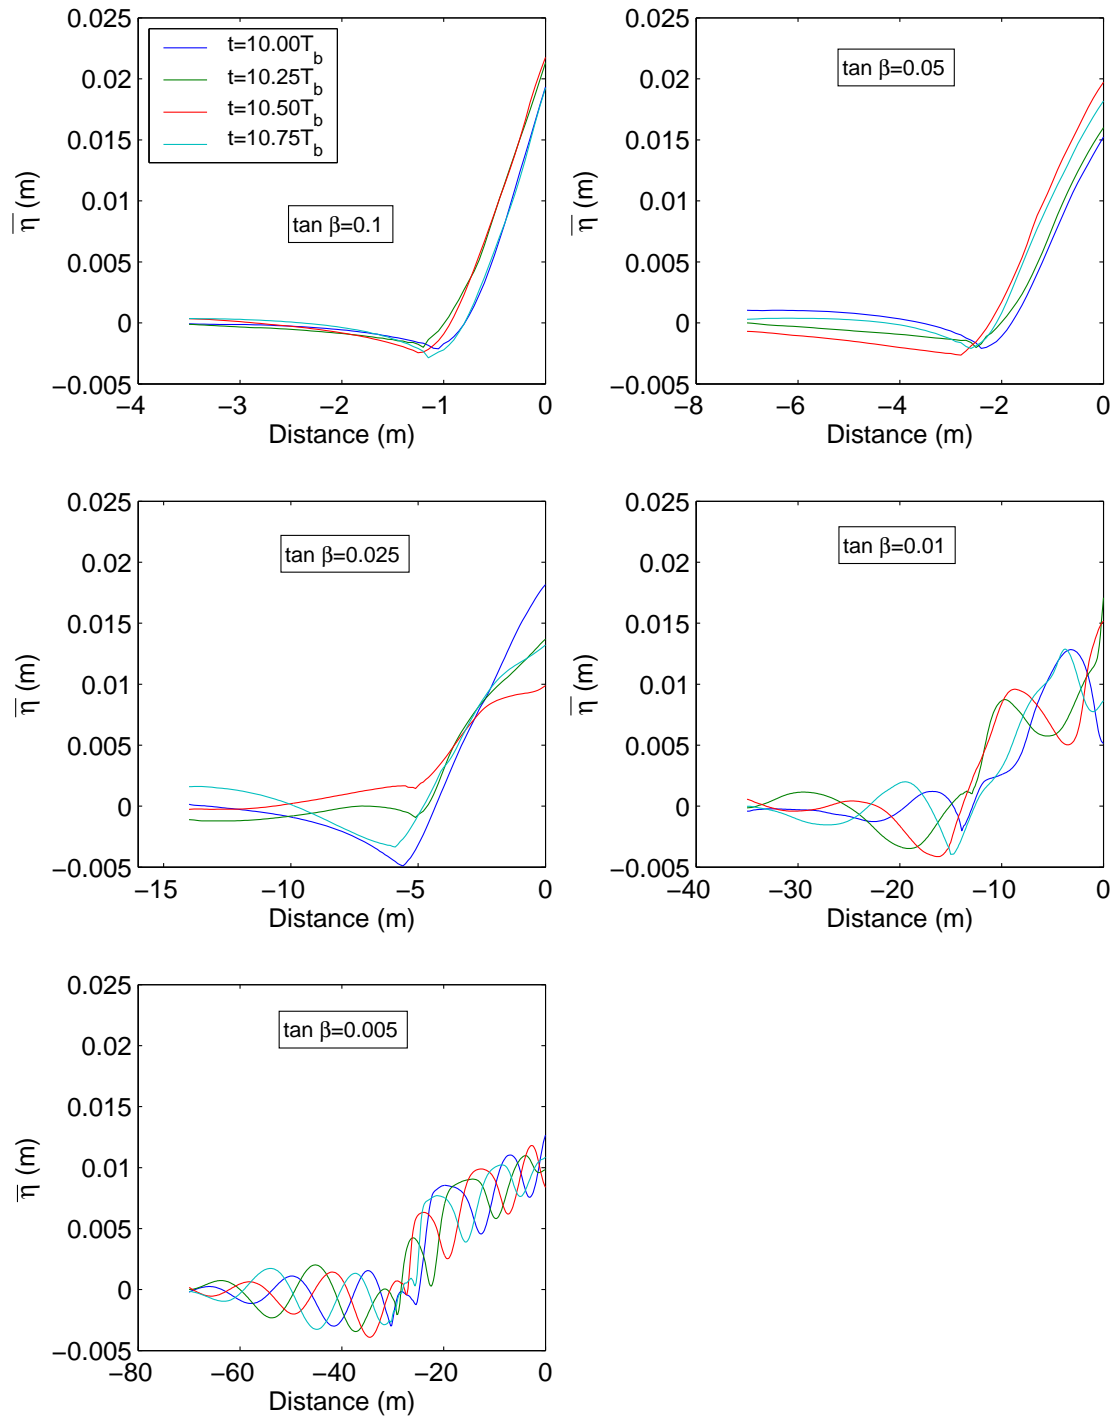 0.025
0.02
0.015
0.01
0.005
0
−0.005
−4 −3 −2 −1 0
Distance (m)
η (m)
t=10.00T_b
t=10.25T_b
t=10.50T_b
t=10.75T_b
tan β=0.1
0.025
0.02
0.015
0.01
0.005
0
−0.005
−8 −6 −4 −2 0
Distance (m)
η (m)
tan β=0.05
0.025
0.02
0.015
0.01
0.005
0
−0.005
−15 −10 −5 0
Distance (m)
η (m)
tan β=0.025
0.025
0.02
0.015
0.01
0.005
0
−0.005
−40 −30 −20 −10 0
Distance (m)
η (m)
tan β=0.01
0.025
0.02
0.015
0.01
0.005
0
−0.005
−80 −60 −40 −20 0
Distance (m)
η (m)
tan β=0.005